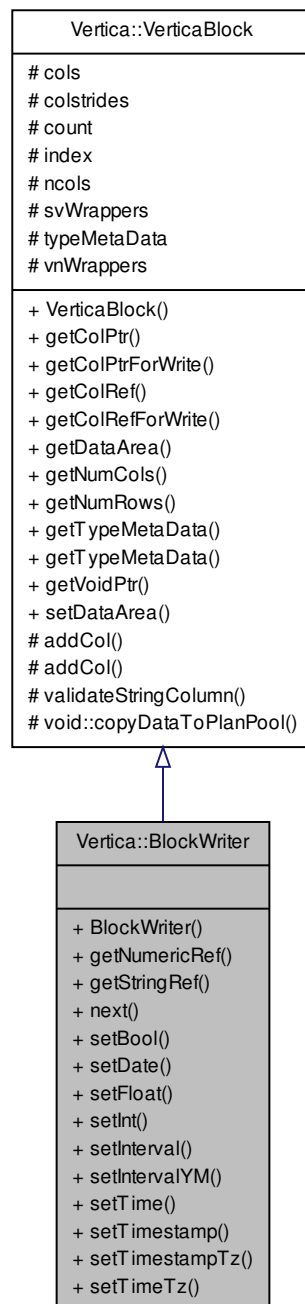 Vertica::VerticaBlock
# cols
# colstrides
# count
# index
# ncols
# svWrappers
# typeMetaData
# vnWrappers
+ VerticaBlock()
+ getColPtr()
+ getColPtrForWrite()
+ getColRef()
+ getColRefForWrite()
+ getDataArea()
+ getNumCols()
+ getNumRows()
+ getTypeMetaData()
+ getTypeMetaData()
+ getVoidPtr()
+ setDataArea()
# addCol()
# addCol()
# validateStringColumn()
# void::copyDataToPlanPool()
Vertica::BlockWriter
+ BlockWriter()
+ getNumericRef()
+ getStringRef()
+ next()
+ setBool()
+ setDate()
+ setFloat()
+ setInt()
+ setInterval()
+ setIntervalYM()
+ setTime()
+ setTimestamp()
+ setTimestampTz()
+ setTimeTz()